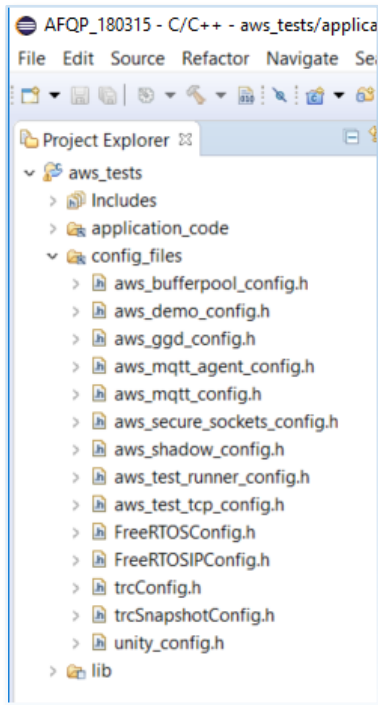 AFQP_180315 - C/C++ - aws_tests/applica
File Edit Source Refactor Navigate Sea
Project Explorer
aws_tests
Includes
application_code
config_files
aws_bufferpool_config.h
aws_demo_config.h
aws_ggd_config.h
aws_mqtt_agent_config.h
aws_mqtt_config.h
aws_secure_sockets_config.h
aws_shadow_config.h
aws_test_runner_config.h
aws_test_tcp_config.h
FreeRTOSConfig.h
FreeRTOSIPConfig.h
trcConfig.h
trcSnapshotConfig.h
unity_config.h
lib